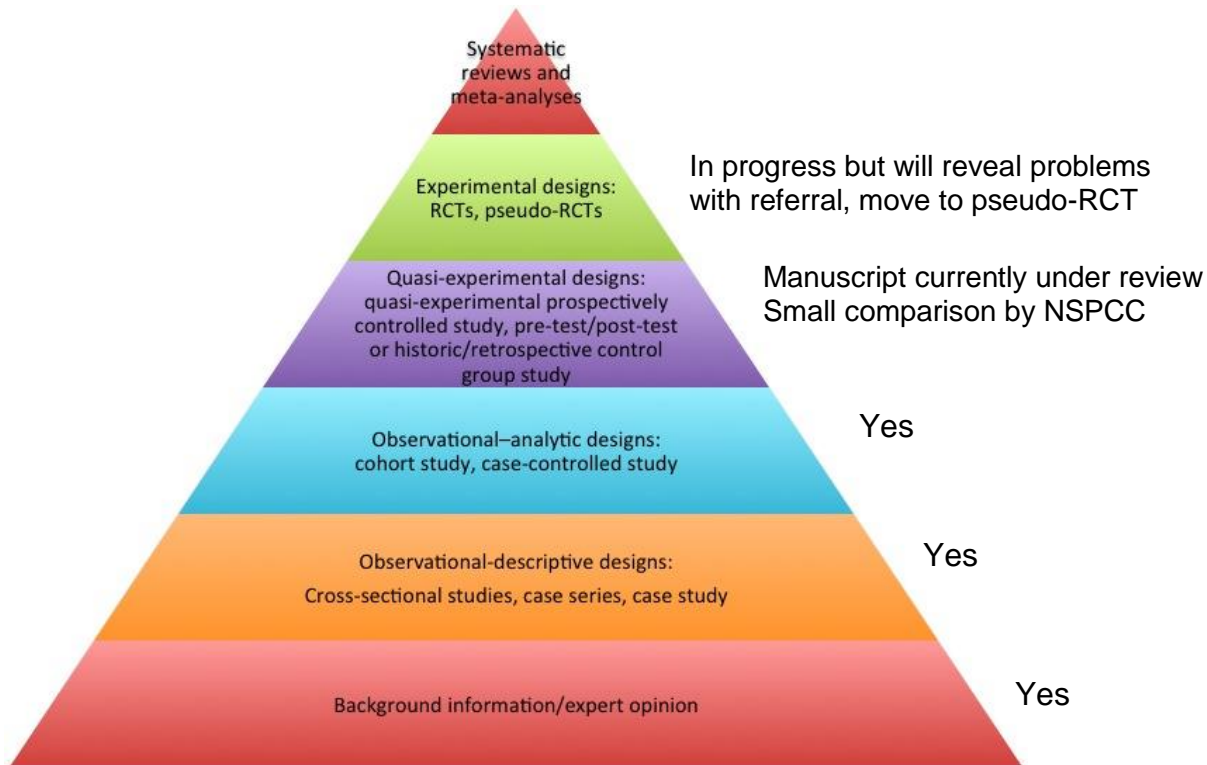 Systematic
reviews and
meta-analyses
Experimental designs:
RCTs, pseudo-RCTs
In progress but will reveal problems
with referral, move to pseudo-RCT
Quasi-experimental designs:
quasi-experimental prospectively
controlled study, pre-test/post-test
or historic/retrospective control
group study
Manuscript currently under review
Small comparison by NSPCC
Observational–analytic designs:
cohort study, case-controlled study
Yes
Observational-descriptive designs:
Cross-sectional studies, case series, case study
Yes
Background information/expert opinion
Yes